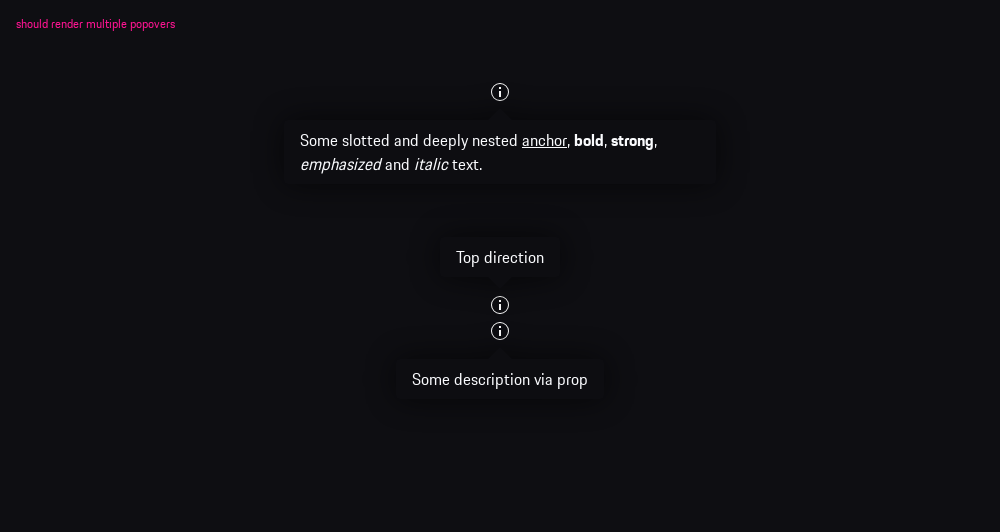 should render multiple popovers
Some slotted and deeply nested anchor, bold, strong,
emphasized and italic text.
Top direction
Some description via prop